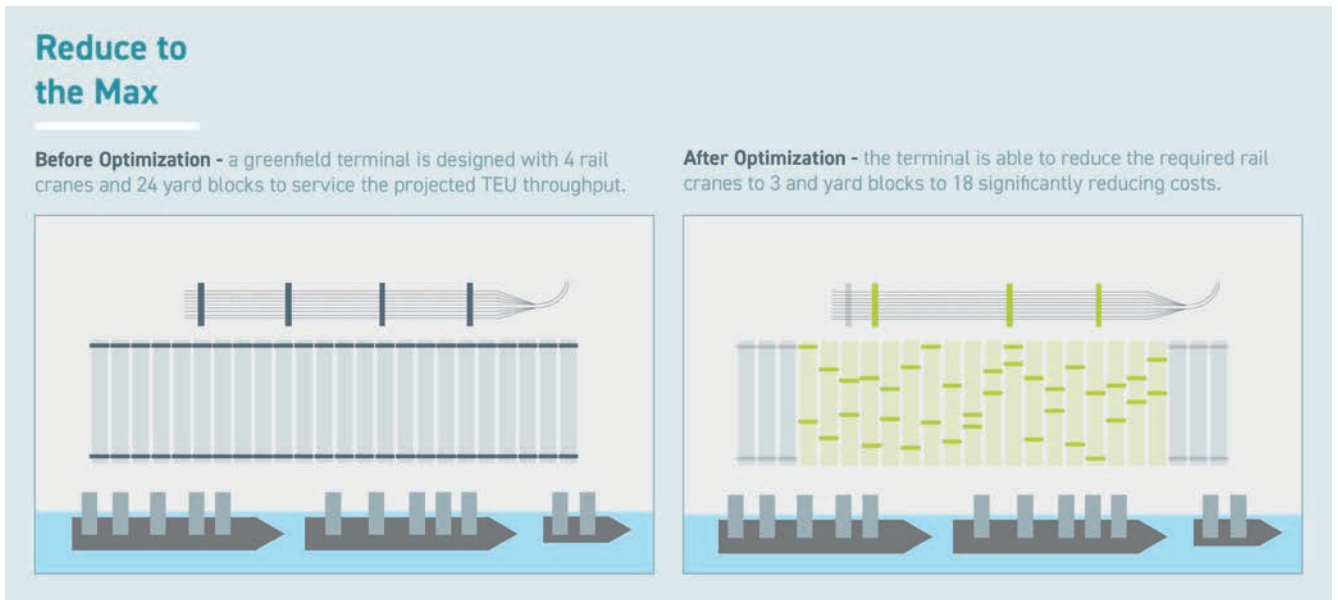 Reduce to
the Max
Before Optimization - a greenfield terminal is designed with 4 rail
cranes and 24 yard blocks to service the projected TEU throughput.
After Optimization - the terminal is able to reduce the required rail
cranes to 3 and yard blocks to 18 significantly reducing costs.